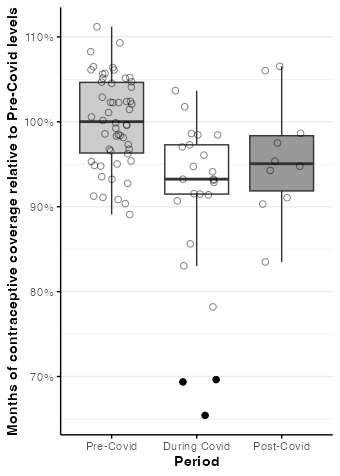 Months of contraceptive coverage relative to Pre-Covid levels
110%
100%
90%
80%
70%
Pre-Covid
During Covid
Post-Covid
Period